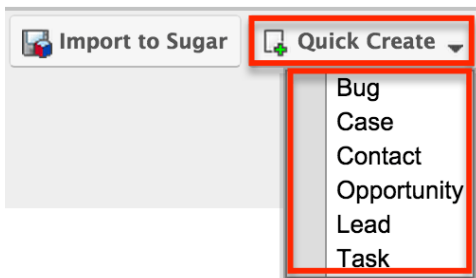 Import to Sugar Quick Create
Bug
Case
Contact
Opportunity
Lead
Task